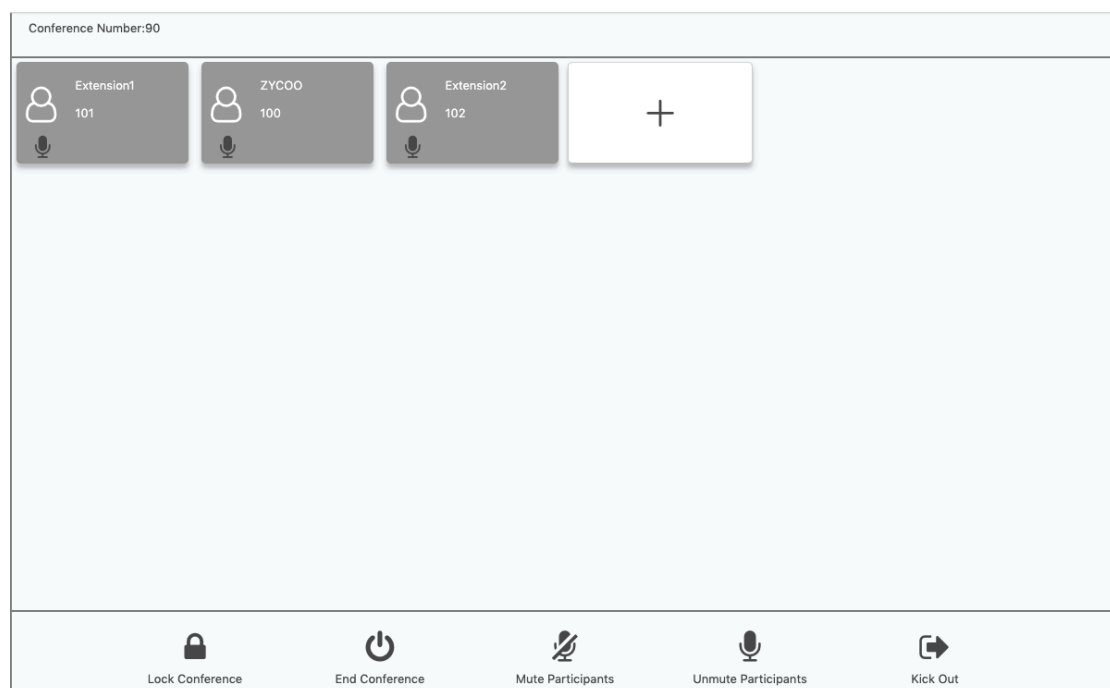 Conference Number:90
Extension1
101
ZYCOO
100
Extension2
102
Lock Conference
End Conference
Mute Participants
Unmute Participants
Kick Out